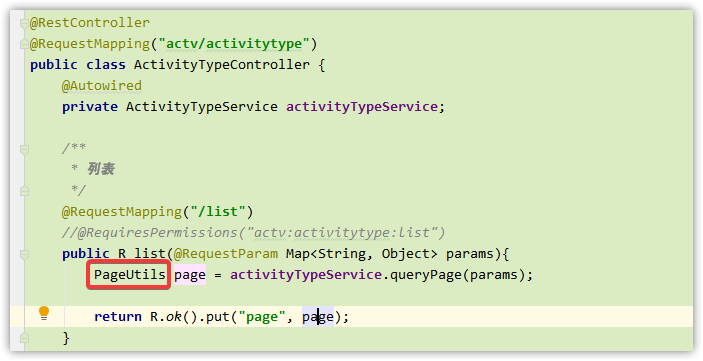 @RestController
@RequestMapping("actv/activitytype")
public class ActivityTypeController {
    @Autowired
    private ActivityTypeService activityTypeService;
    /**
     * 列表
     */
    @RequestMapping("/list")
    //@RequiresPermissions("actv:activitytype:list")
    public R list(@RequestParam Map<String, Object> params){
        PageUtils page = activityTypeService.queryPage(params);
        return R.ok().put("page", page);
    }